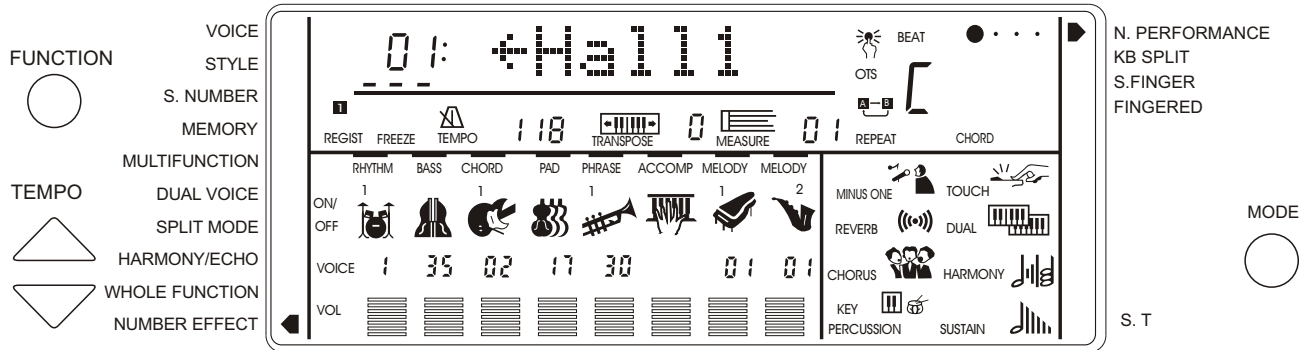 FUNCTION
TEMPO
VOICE
STYLE
S. NUMBER
MEMORY
MULTIFUNCTION
DUAL VOICE
SPLIT MODE
HARMONY/ECHO
WHOLE FUNCTION
NUMBER EFFECT
01: ←Hall1
BEAT
OTS
A B
C
1
REGIST FREEZE TEMPO 118 TRANSPOSE 0 MEASURE 01 REPEAT CHORD
RHYTHM BASS CHORD PAD PHRASE ACCOMP MELODY MELODY
1 1 1 1 2
ON/
OFF
VOICE 1 35 02 17 30 01 01
VOL
MINUS ONE TOUCH
REVERB DUAL
CHORUS HARMONY
KEY
PERCUSSION SUSTAIN
N. PERFORMANCE
KB SPLIT
S.FINGER
FINGERED
MODE
S. T